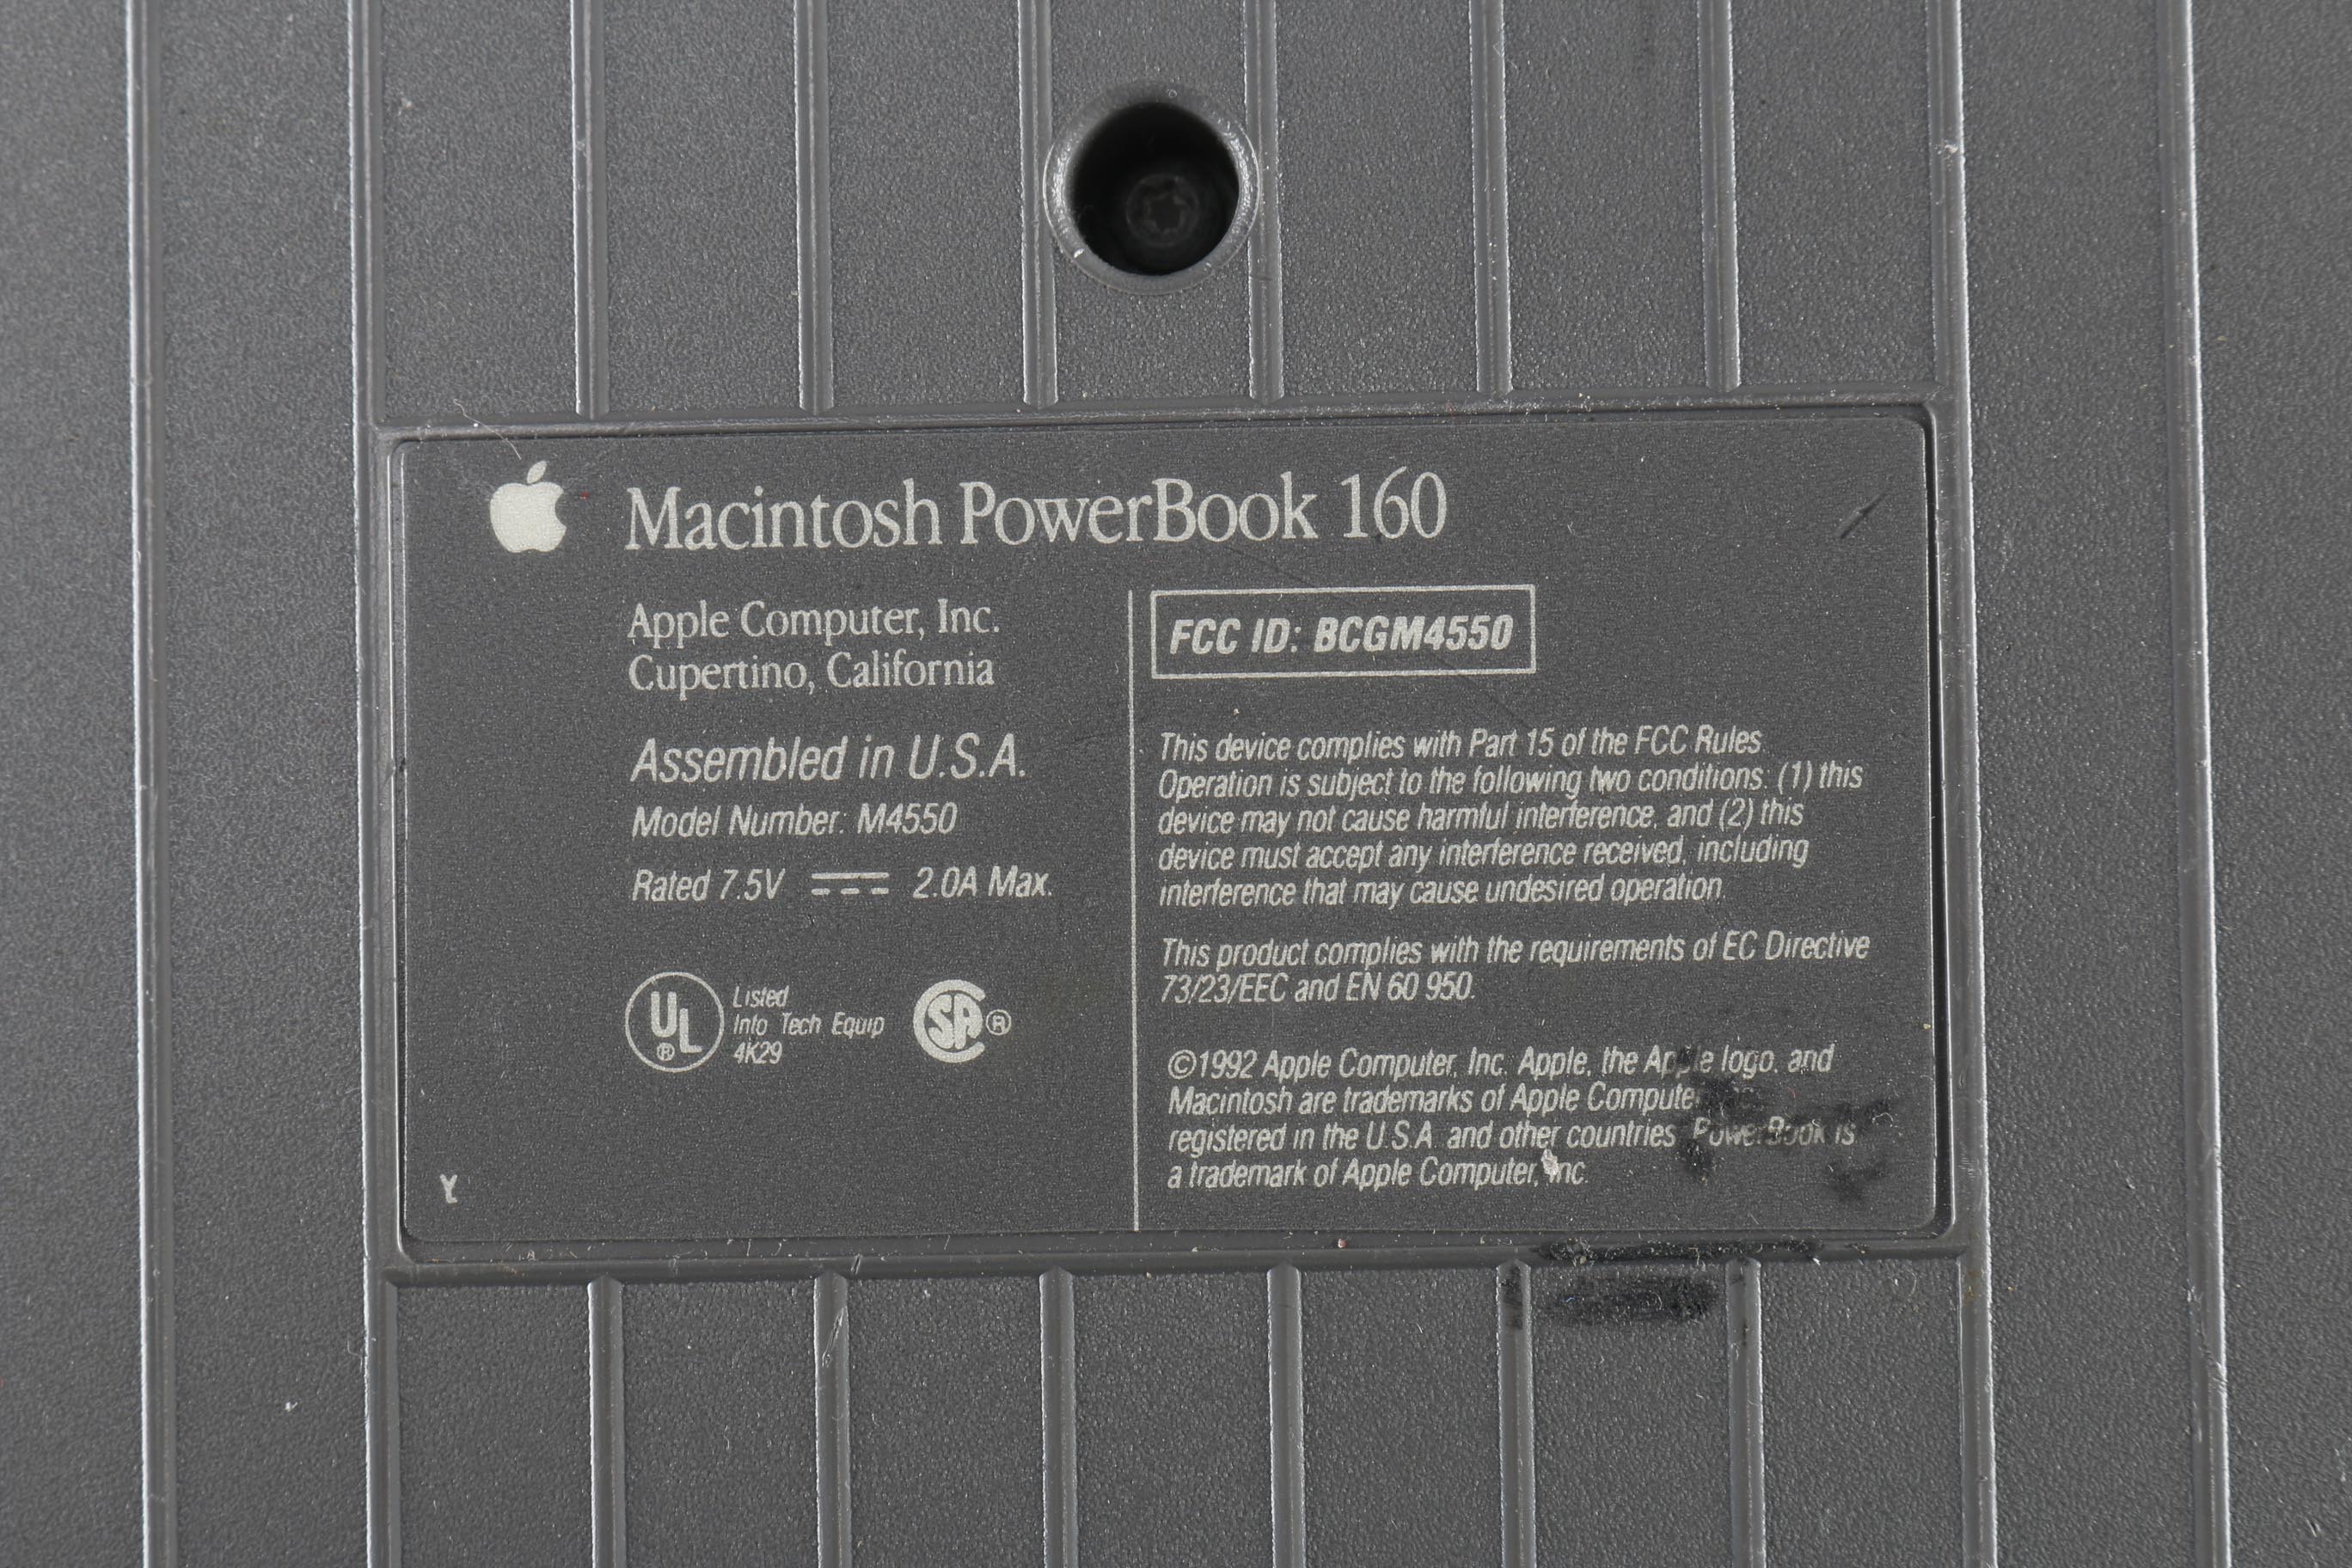 Macintosh PowerBook 160
Apple Computer, Inc.
Cupertino, California
Assembled in U.S.A.
Model Number: M4550
Rated 7.5V 2.0A Max.
UL
®
Listed
Info Tech Equip
4K29
SA ®
Y
FCC ID: BCGM4550
This device complies with Part 15 of the FCC Rules.
Operation is subject to the following two conditions: (1) this
device may not cause harmful interference, and (2) this
device must accept any interference received, including
interference that may cause undesired operation.
This product complies with the requirements of EC Directive
73/23/EEC and EN 60 950.
©1992 Apple Computer, Inc. Apple, the Apple logo, and
Macintosh are trademarks of Apple Computer
registered in the U.S.A. and other countries. PowerBook is
a trademark of Apple Computer, Inc.